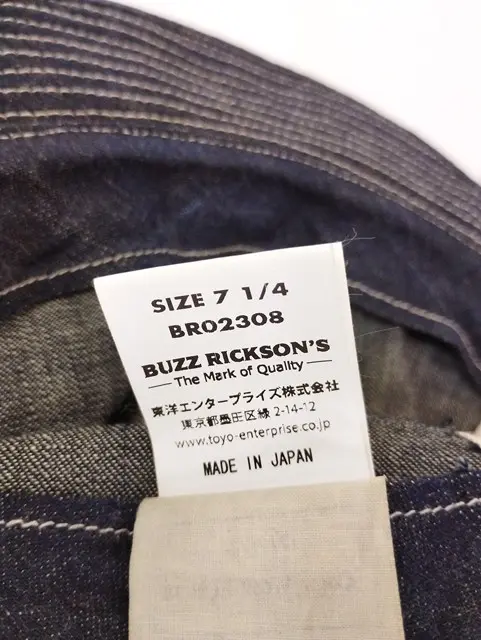 SIZE 7 1/4
BR02308
BUZZ RICKSON'S
The Mark of Quality
東洋エンタープライズ株式会社
東京都墨田区緑 2-14-12
www.toyo-enterprise.co.jp
MADE IN JAPAN